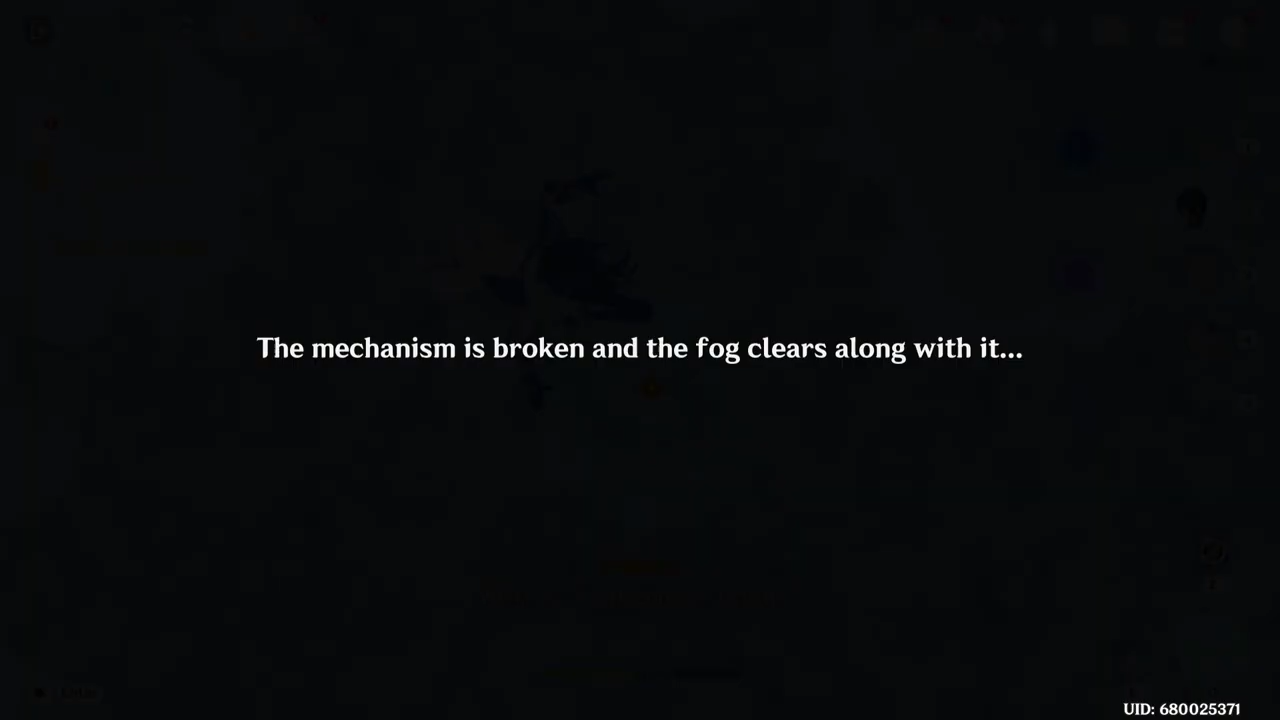 The mechanism is broken and the fog clears along with it...
UID: 680025371